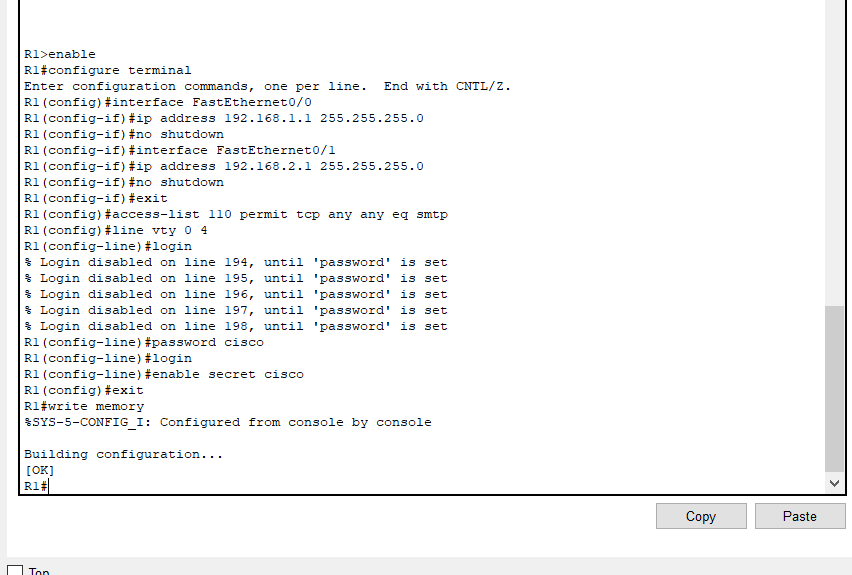 R1>enable
R1#configure terminal
Enter configuration commands, one per line.  End with CNTL/Z.
R1(config)#interface FastEthernet0/0
R1(config-if)#ip address 192.168.1.1 255.255.255.0
R1(config-if)#no shutdown
R1(config-if)#interface FastEthernet0/1
R1(config-if)#ip address 192.168.2.1 255.255.255.0
R1(config-if)#no shutdown
R1(config-if)#exit
R1(config)#access-list 110 permit tcp any any eq smtp
R1(config)#line vty 0 4
R1(config-line)#login
% Login disabled on line 194, until 'password' is set
% Login disabled on line 195, until 'password' is set
% Login disabled on line 196, until 'password' is set
% Login disabled on line 197, until 'password' is set
% Login disabled on line 198, until 'password' is set
R1(config-line)#password cisco
R1(config-line)#login
R1(config-line)#enable secret cisco
R1(config)#exit
R1#write memory
%SYS-5-CONFIG_I: Configured from console by console
Building configuration...
[OK]
R1#
Copy
Paste
Top